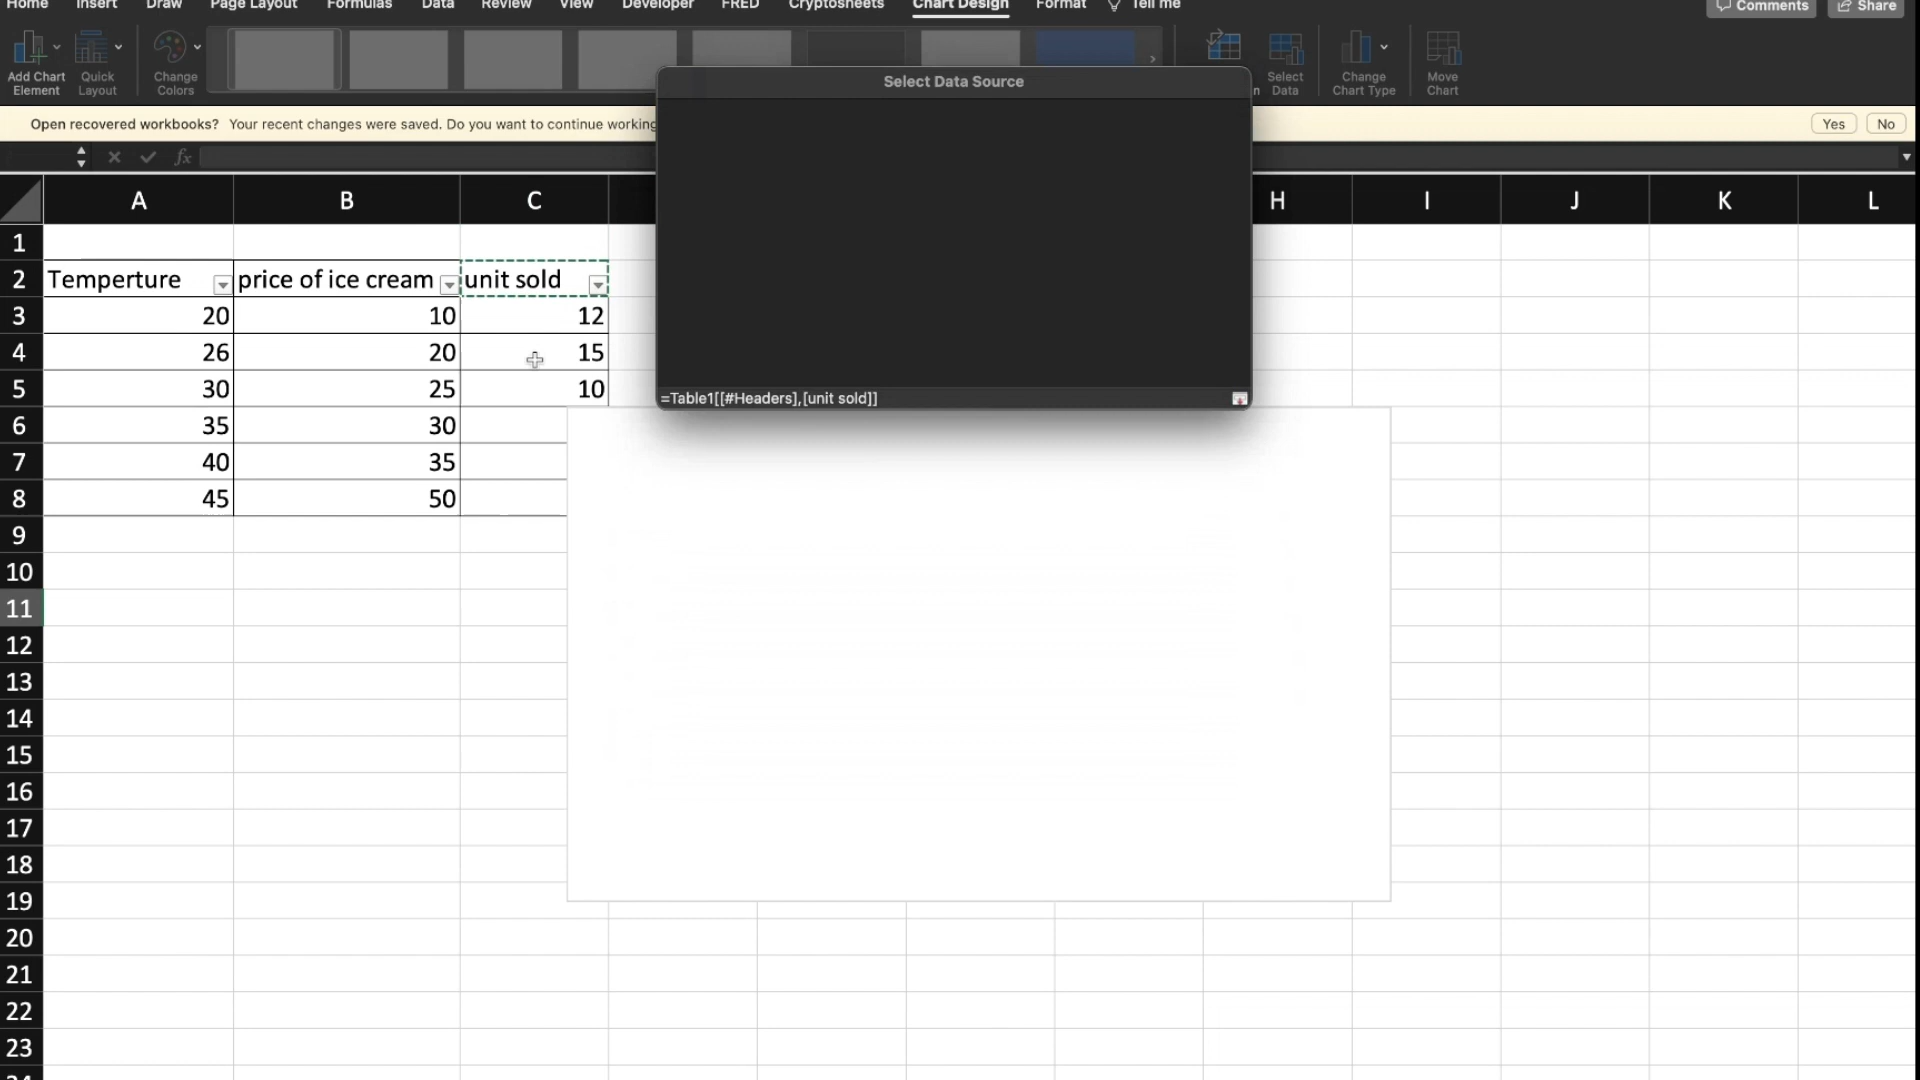 Home Insert Draw Page Layout Formulas Data Review View Developer FRED Cryptosheets Chart Design Format Tell me Comments Share
Add Chart Element
Quick Layout
Change Colors
Select Data
Change Chart Type
Move Chart
Select Data Source
Open recovered workbooks? Your recent changes were saved. Do you want to continue working
Yes No
fx
A B C H I J K L
1
2 Temperture price of ice cream unit sold
3 20 10 12
4 26 20 15
5 30 25 10
=Table1[[#Headers],[unit sold]]
6 35 30
7 40 35
8 45 50
9
10
11
12
13
14
15
16
17
18
19
20
21
22
23